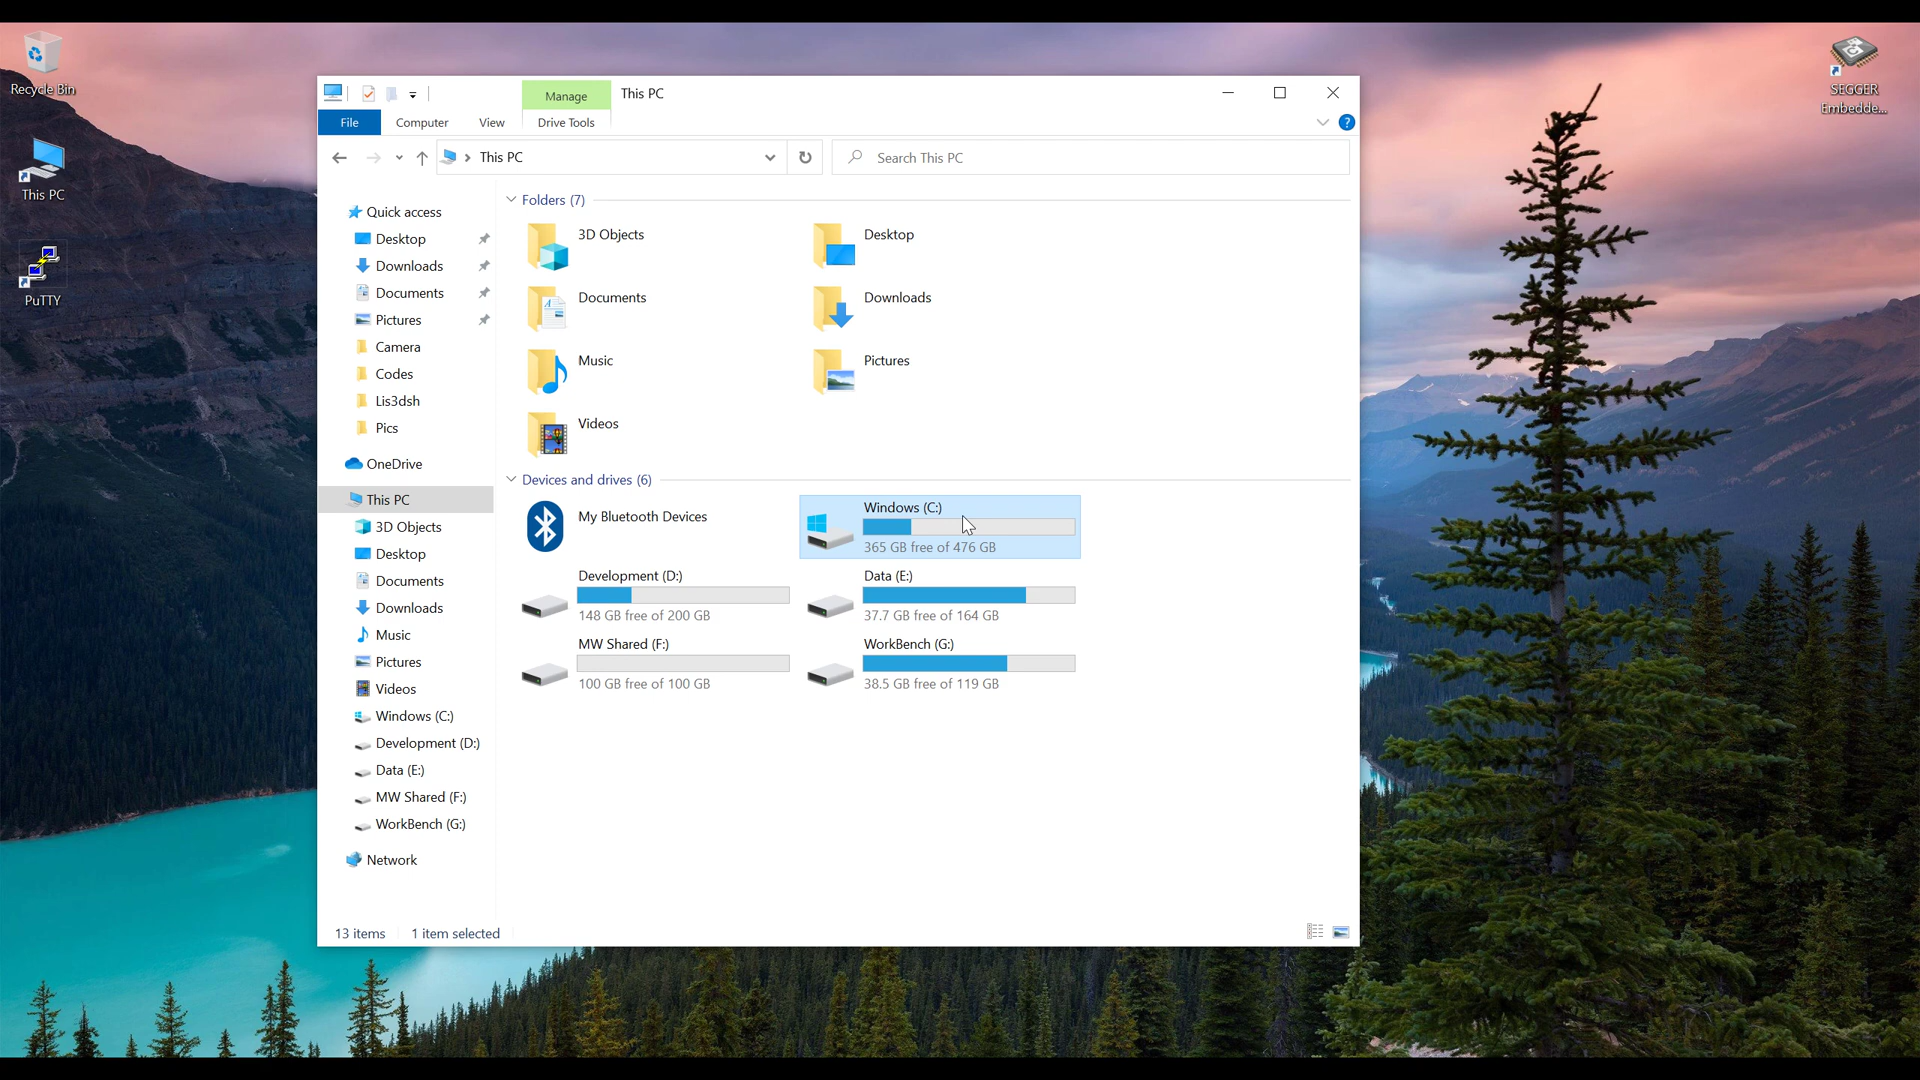 Recycle Bin
This PC
PuTTY
SEGGER
Embedde...
Manage
This PC
File
Computer
View
Drive Tools
This PC
Search This PC
Quick access
Desktop
Downloads
Documents
Pictures
Camera
Codes
Lis3dsh
Pics
OneDrive
This PC
3D Objects
Desktop
Documents
Downloads
Music
Pictures
Videos
Windows (C:)
Development (D:)
Data (E:)
MW Shared (F:)
WorkBench (G:)
Network
Folders (7)
3D Objects
Desktop
Documents
Downloads
Music
Pictures
Videos
Devices and drives (6)
My Bluetooth Devices
Windows (C:)
365 GB free of 476 GB
Development (D:)
148 GB free of 200 GB
Data (E:)
37.7 GB free of 164 GB
MW Shared (F:)
100 GB free of 100 GB
WorkBench (G:)
38.5 GB free of 119 GB
13 items
1 item selected